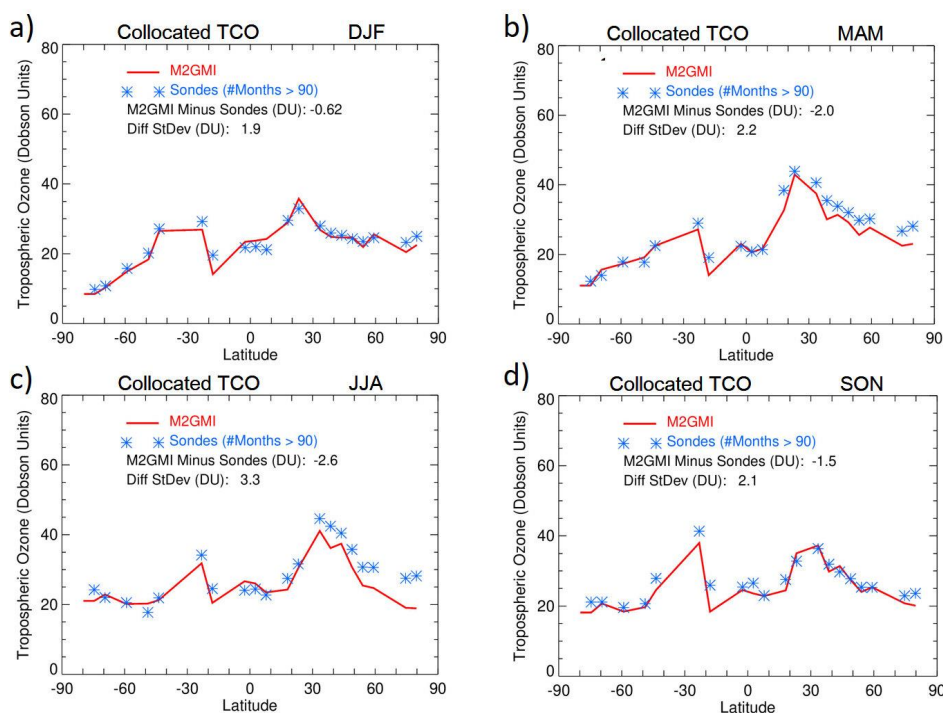 a) Collocated TCO DJF
80
60
40
20
0
Tropospheric Ozone (Dobson Units)
M2GMI
Sondes (#Months > 90)
M2GMI Minus Sondes (DU): -0.62
Diff StDev (DU): 1.9
-90 -60 -30 0 30 60 90
Latitude
b) Collocated TCO MAM
80
60
40
20
0
Tropospheric Ozone (Dobson Units)
M2GMI
Sondes (#Months > 90)
M2GMI Minus Sondes (DU): -2.0
Diff StDev (DU): 2.2
-90 -60 -30 0 30 60 90
Latitude
c) Collocated TCO JJA
80
60
40
20
0
Tropospheric Ozone (Dobson Units)
M2GMI
Sondes (#Months > 90)
M2GMI Minus Sondes (DU): -2.6
Diff StDev (DU): 3.3
-90 -60 -30 0 30 60 90
Latitude
d) Collocated TCO SON
80
60
40
20
0
Tropospheric Ozone (Dobson Units)
M2GMI
Sondes (#Months > 90)
M2GMI Minus Sondes (DU): -1.5
Diff StDev (DU): 2.1
-90 -60 -30 0 30 60 90
Latitude